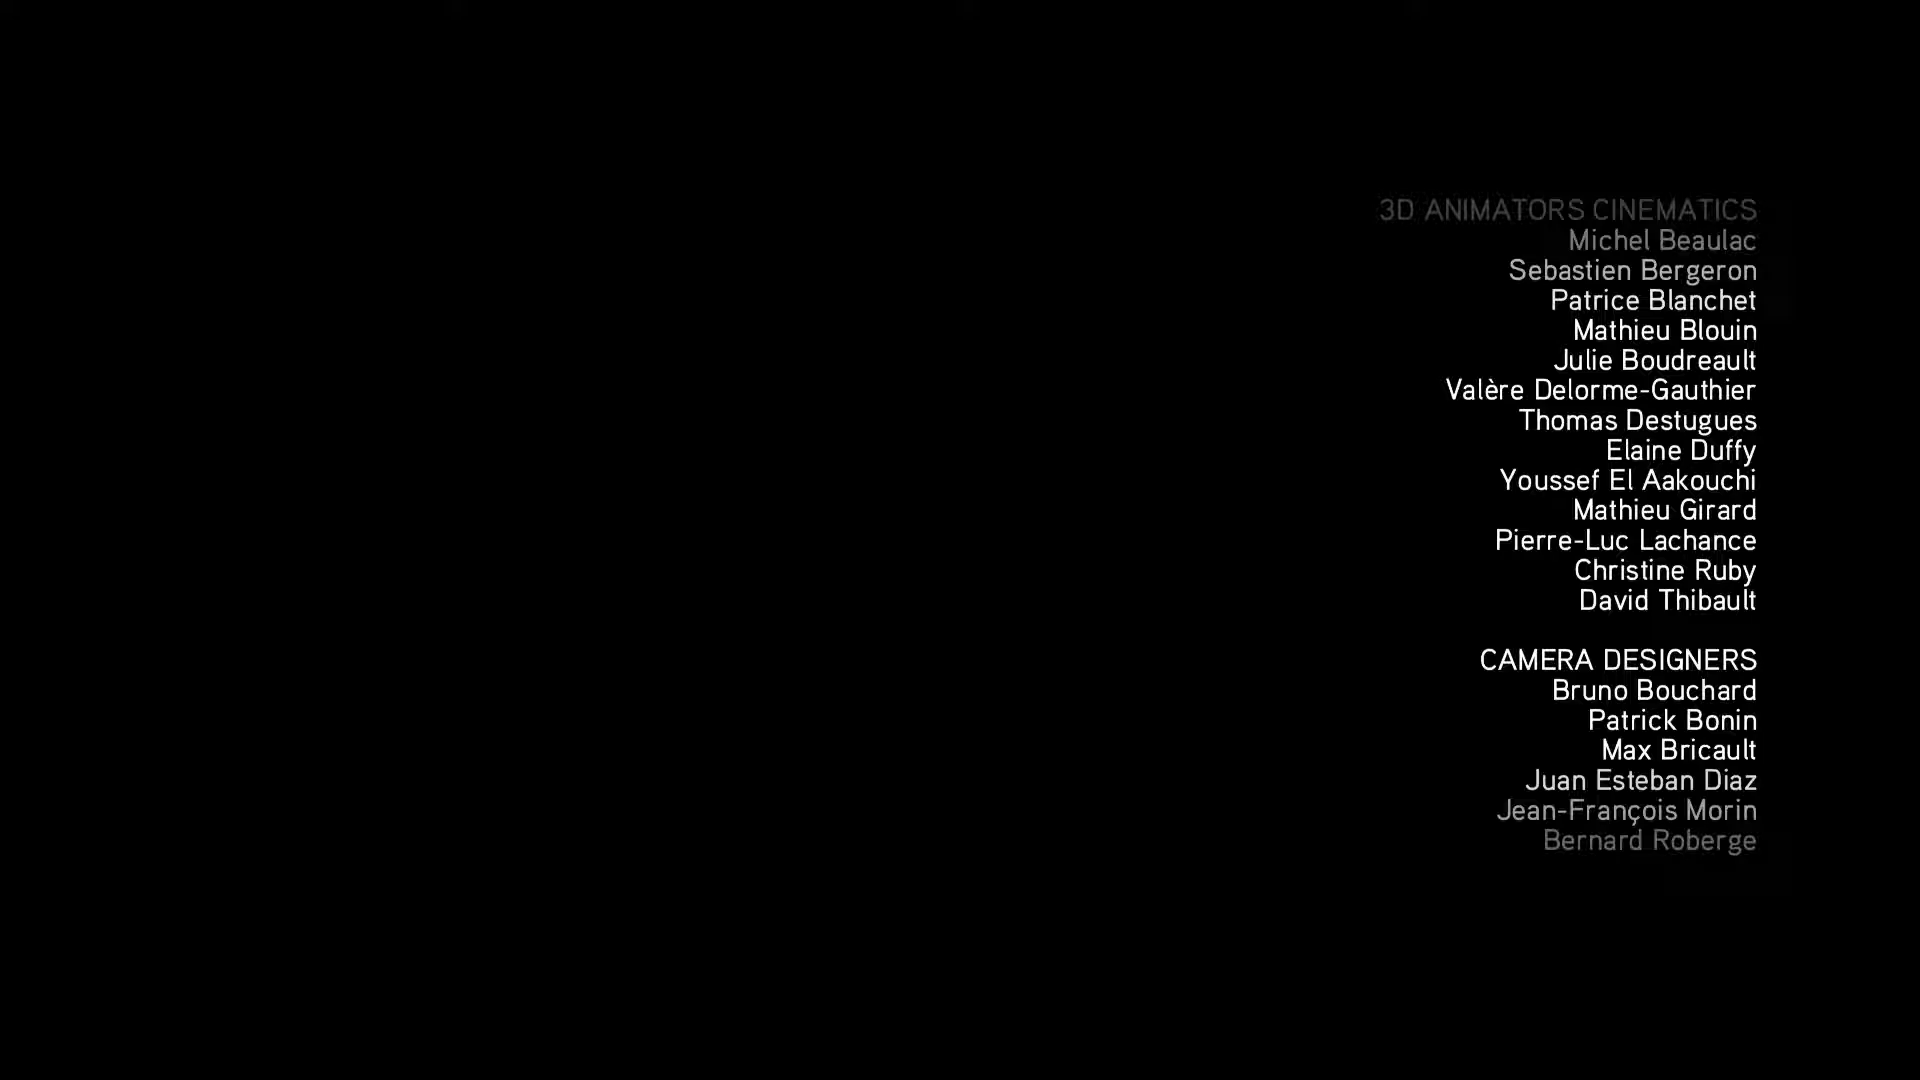 3D ANIMATORS CINEMATICS
Michel Beaulac
Sebastien Bergeron
Patrice Blanchet
Mathieu Blouin
Julie Boudreault
Valère Delorme-Gauthier
Thomas Destugues
Elaine Duffy
Youssef El Aakouchi
Mathieu Girard
Pierre-Luc Lachance
Christine Ruby
David Thibault
CAMERA DESIGNERS
Bruno Bouchard
Patrick Bonin
Max Bricault
Juan Esteban Diaz
Jean-François Morin
Bernard Roberge